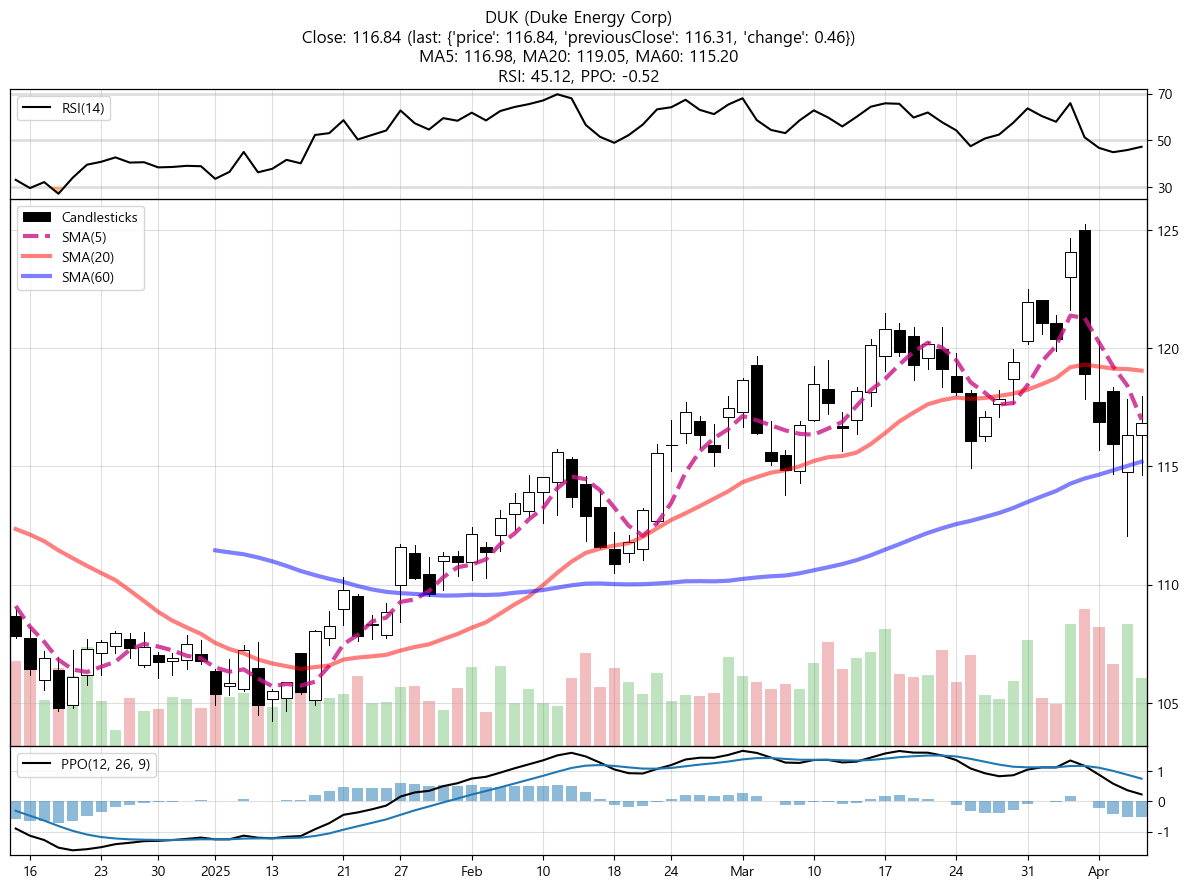 DUK (Duke Energy Corp)
Close: 116.84 (last: {'price': 116.84, 'previousClose': 116.31, 'change': 0.46})
MA5: 116.98, MA20: 119.05, MA60: 115.20
RSI: 45.12, PPO: -0.52
RSI(14)
70
50
30
Candlesticks
SMA(5)
SMA(20)
SMA(60)
125
120
115
110
105
PPO(12, 26, 9)
1
0
-1
16 23 30 2025 13 21 27 Feb 10 18 24 Mar 10 17 24 31 Apr